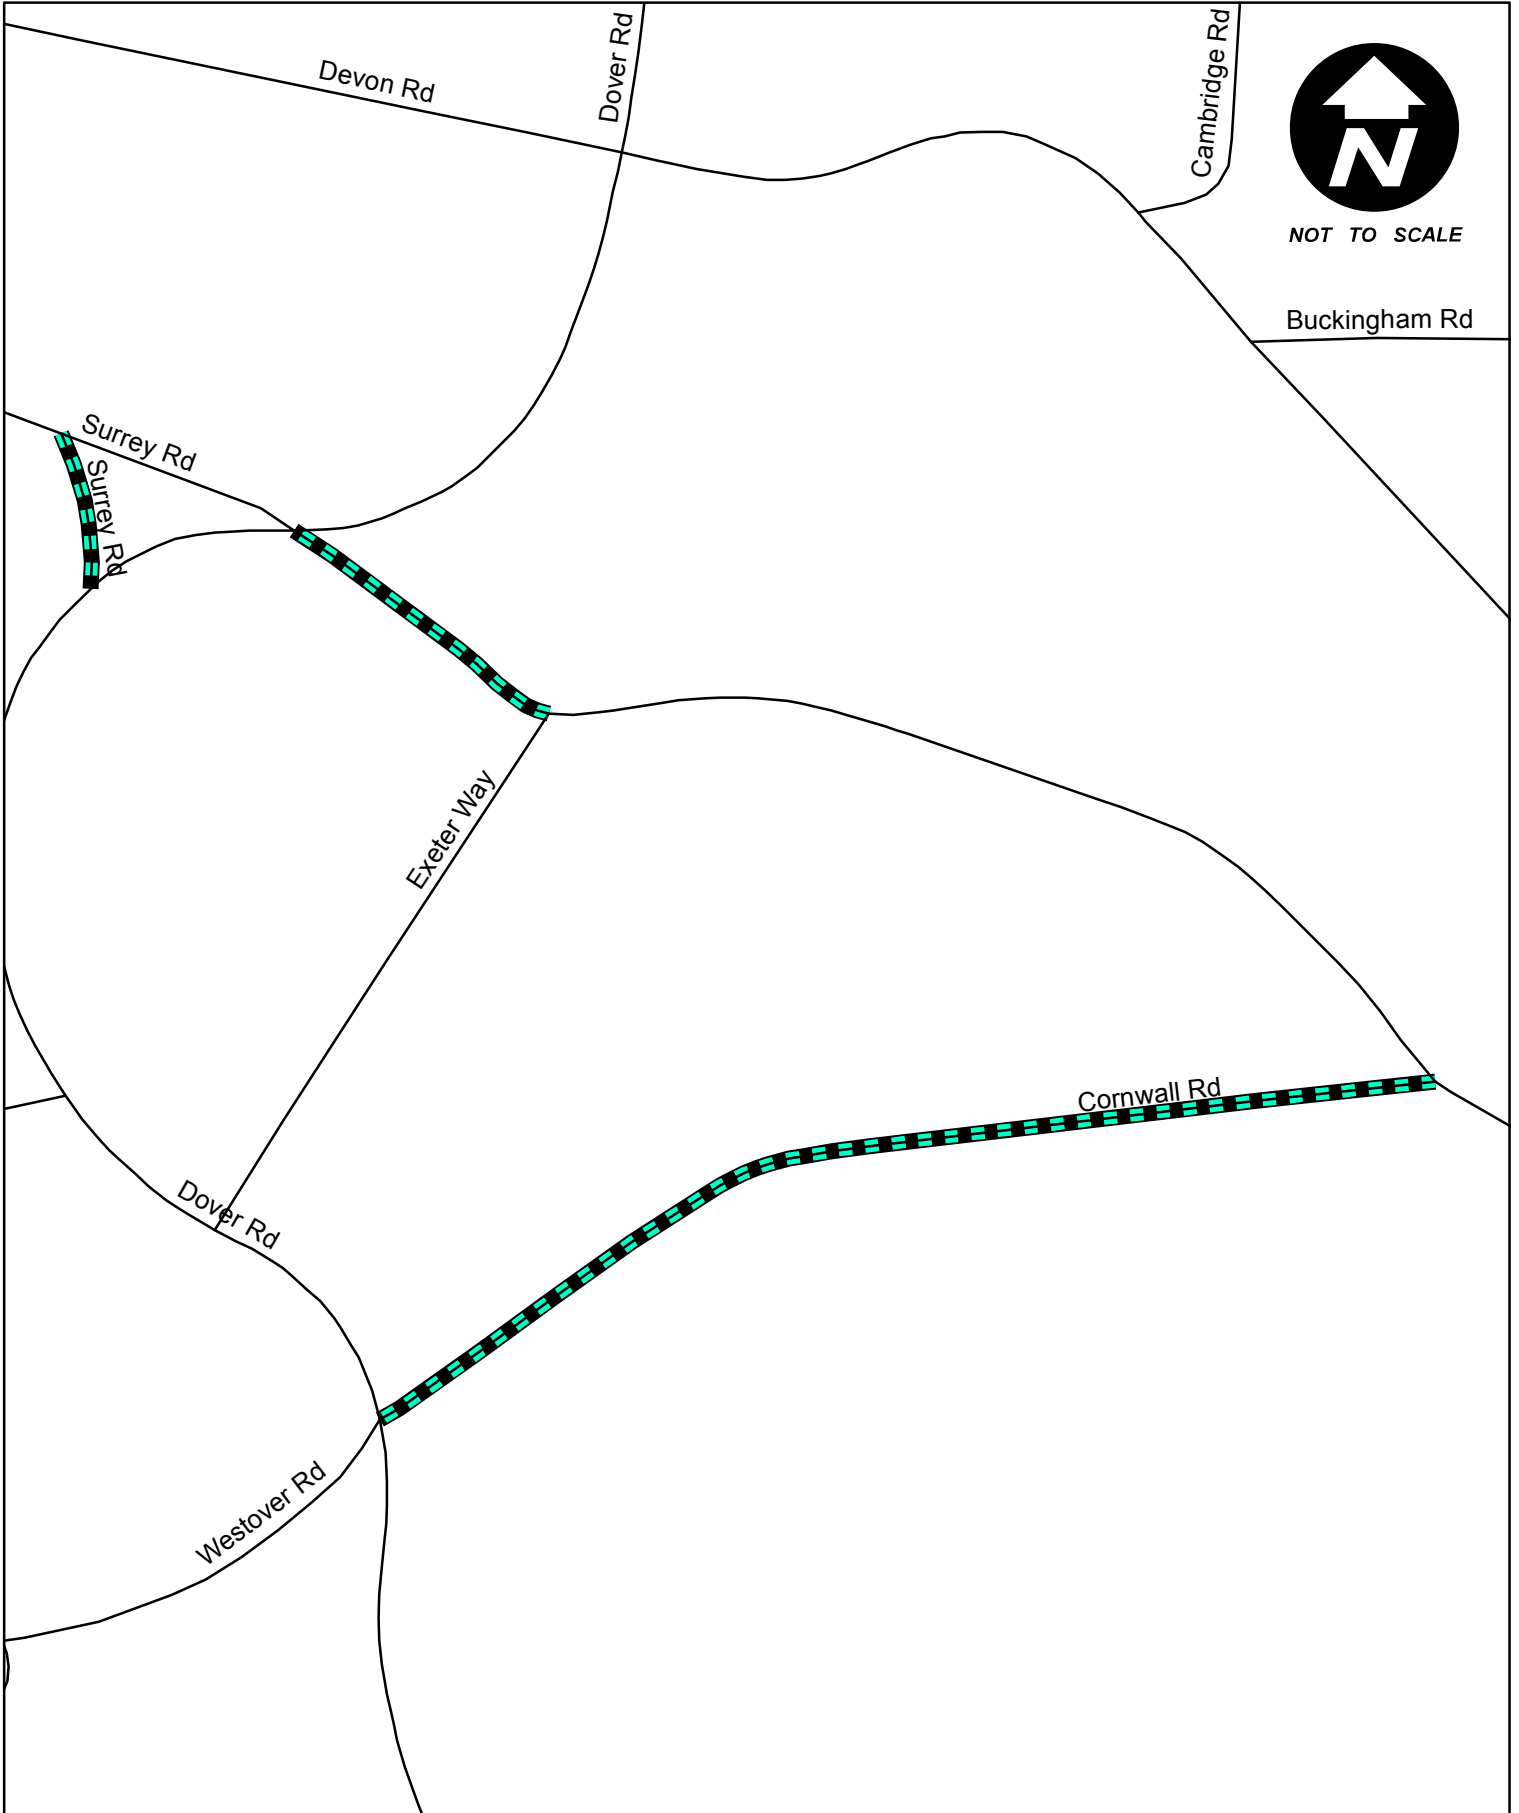 Devon Rd
Dover Rd
Cambridge Rd
N
NOT TO SCALE
Buckingham Rd
Surrey Rd
Surrey Rd
Exeter Way
Cornwall Rd
Dover Rd
Westover Rd